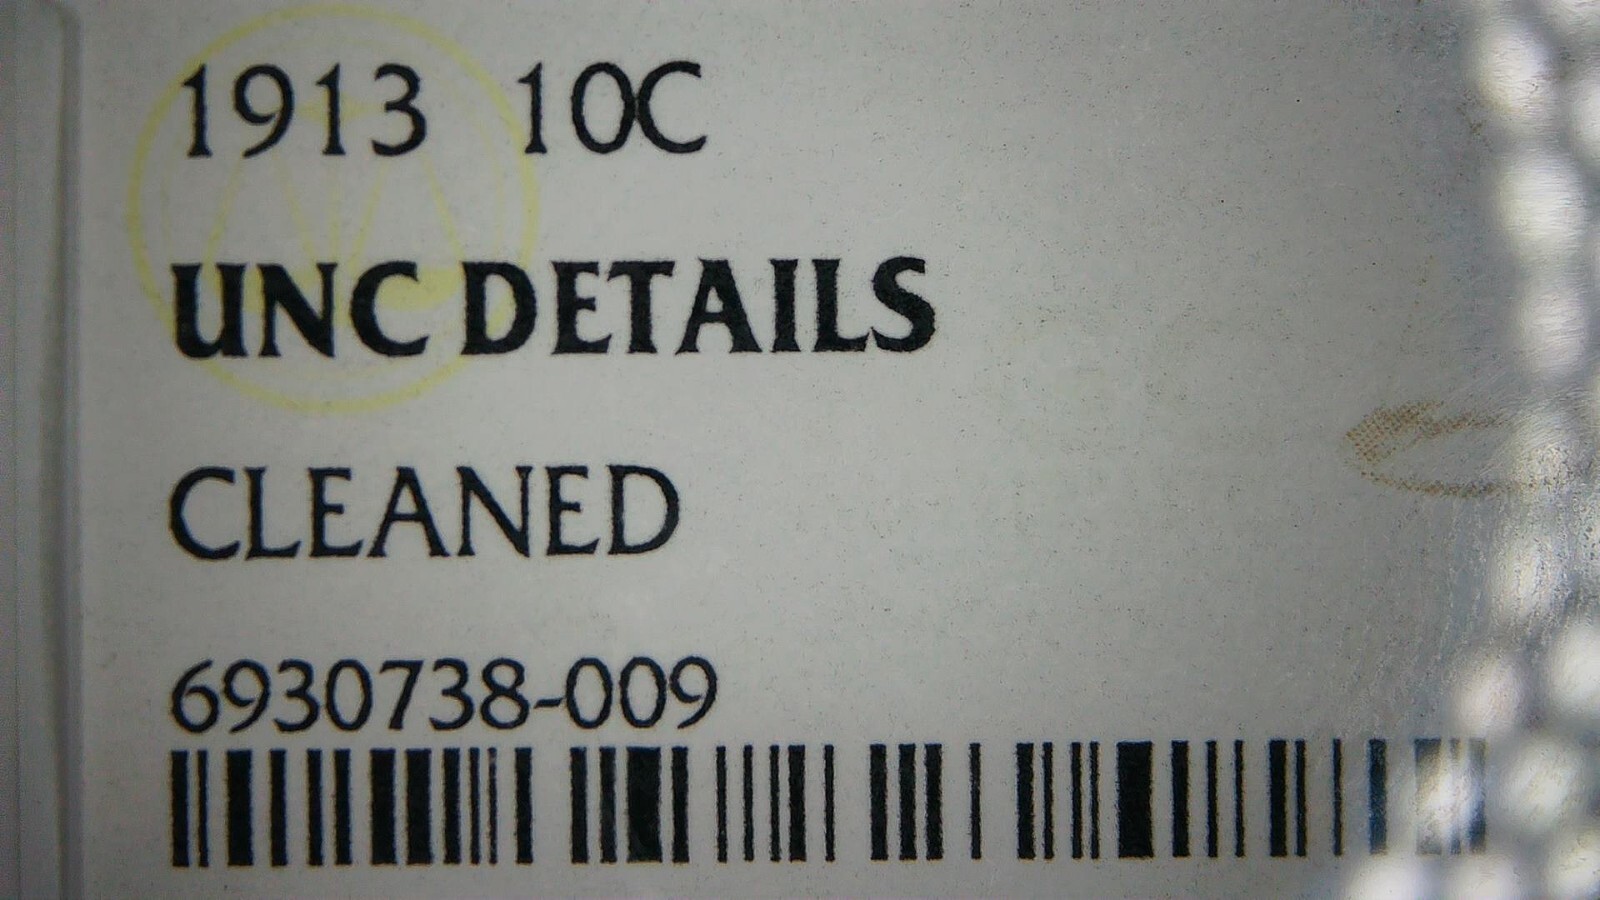 1913 10C
UNC DETAILS
CLEANED
6930738-009